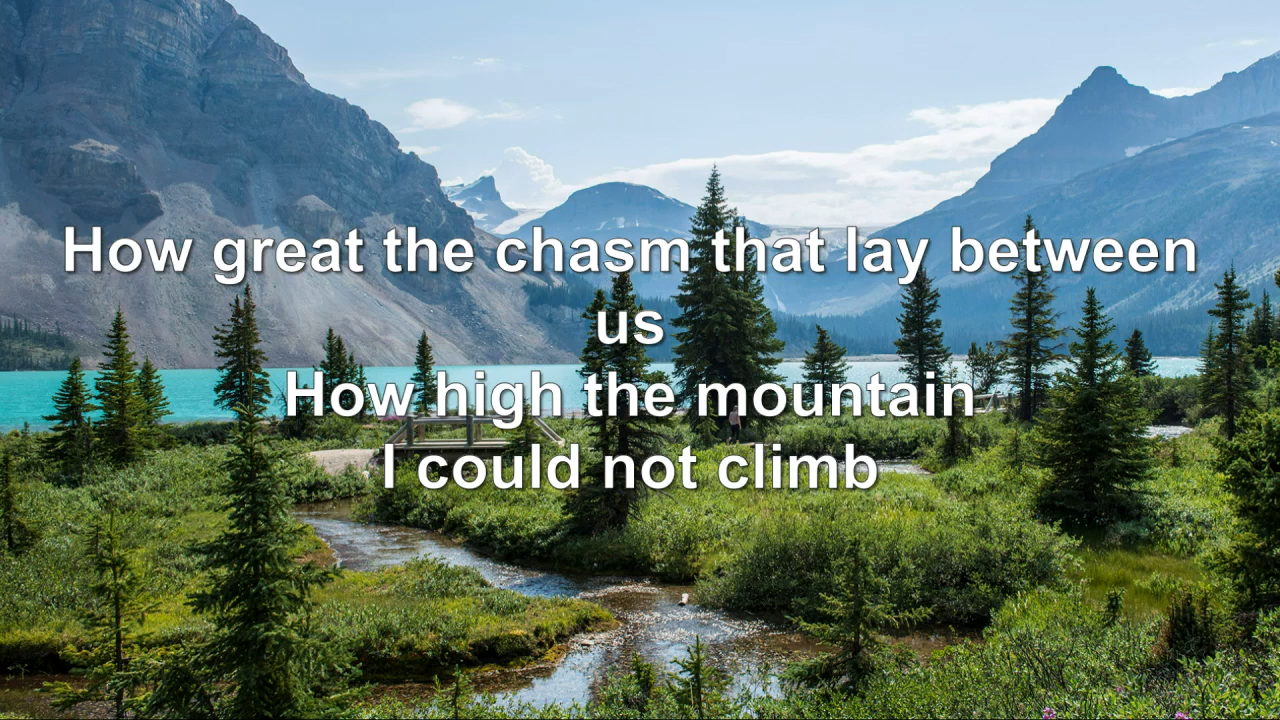 How great the chasm that lay between
us
How high the mountain
I could not climb